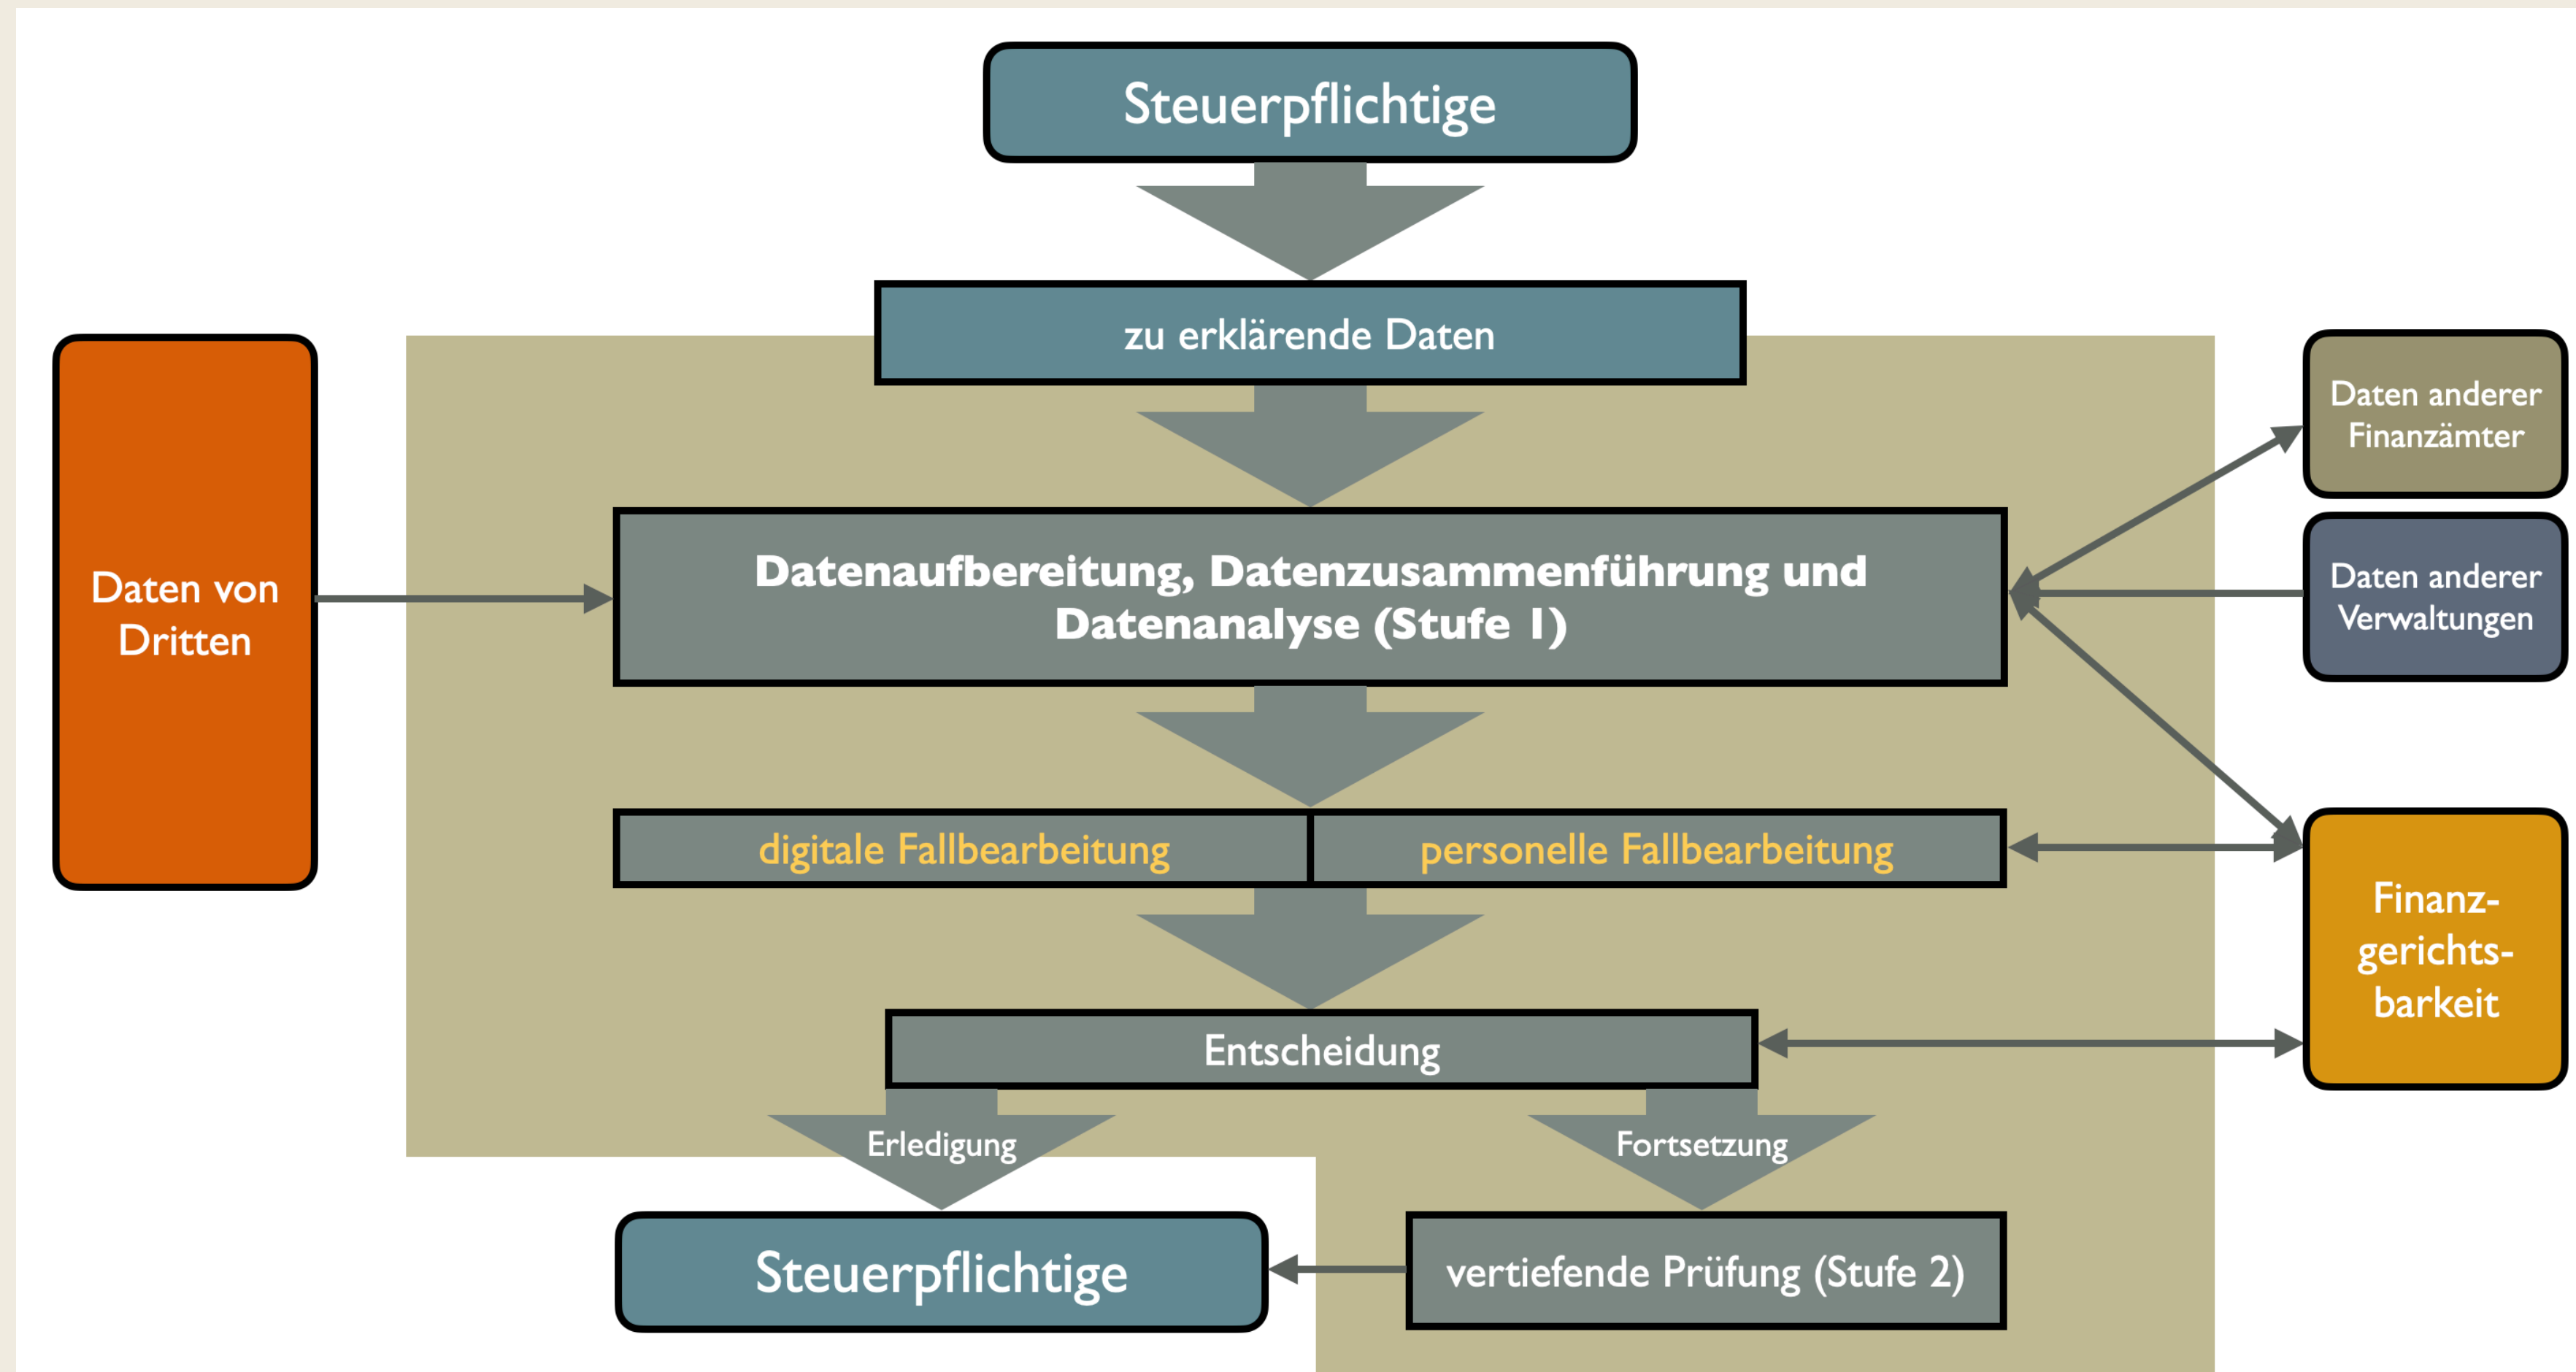 Steuerpflichtige
zu erklärende Daten
Daten von
Dritten
Daten anderer
Finanzämter
Datenaufbereitung, Datenzusammenführung und
Datenanalyse (Stufe 1)
Daten anderer
Verwaltungen
digitale Fallbearbeitung
personelle Fallbearbeitung
Finanz-
gerichts-
barkeit
Entscheidung
Erledigung
Fortsetzung
Steuerpflichtige
vertiefende Prüfung (Stufe 2)